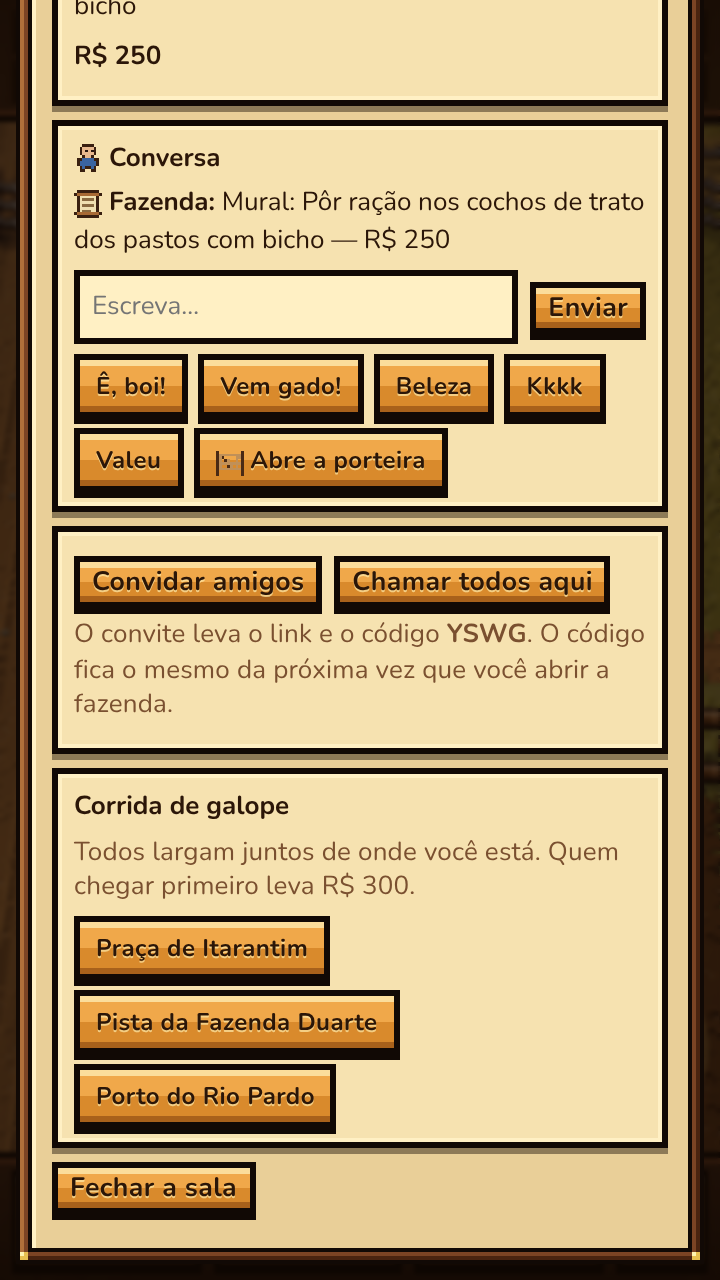 bicho
R$ 250
Conversa
Fazenda: Mural: Pôr ração nos cochos de trato
dos pastos com bicho — R$ 250
Escreva...
Enviar
Ê, boi!
Vem gado!
Beleza
Kkkk
Valeu
Abre a porteira
Convidar amigos
Chamar todos aqui
O convite leva o link e o código YSWG. O código
fica o mesmo da próxima vez que você abrir a
fazenda.
Corrida de galope
Todos largam juntos de onde você está. Quem
chegar primeiro leva R$ 300.
Praça de Itarantim
Pista da Fazenda Duarte
Porto do Rio Pardo
Fechar a sala